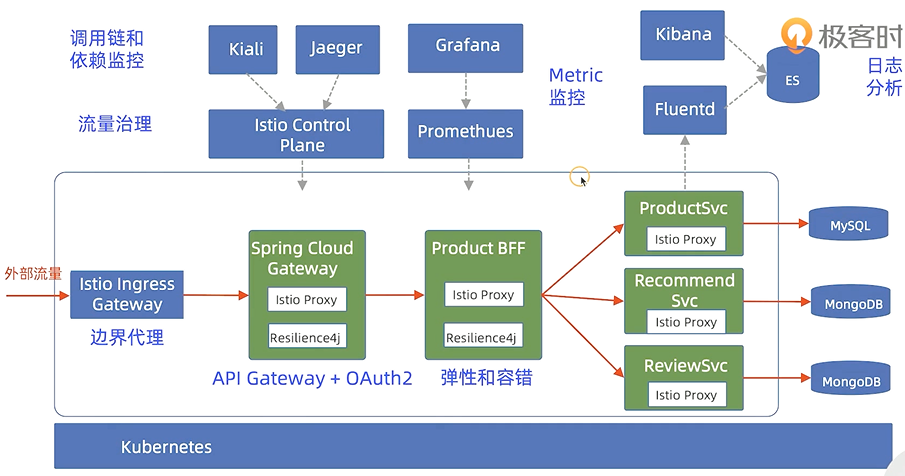 调用链和
依赖监控
Kiali
Jaeger
Grafana
Kibana
极客时
ES
日志
分析
Metric
监控
Fluentd
流量治理
Istio Control
Plane
Promethues
外部流量
Istio Ingress
Gateway
边界代理
Spring Cloud
Gateway
Istio Proxy
Resilience4j
API Gateway + OAuth2
Product BFF
Istio Proxy
Resilience4j
弹性和容错
ProductSvc
Istio Proxy
MySQL
Recommend
Svc
Istio Proxy
MongoDB
ReviewSvc
Istio Proxy
MongoDB
Kubernetes